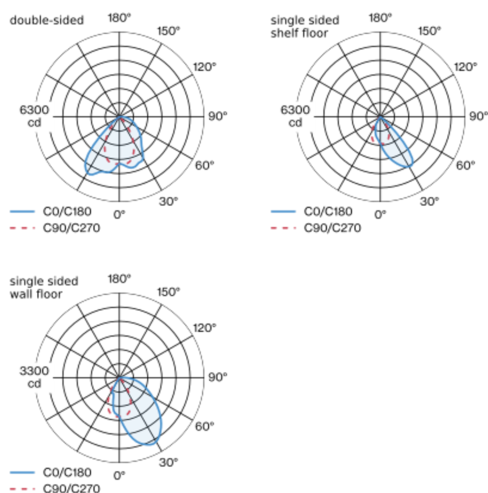 double-sided
180°
150°
120°
90°
60°
30°
0°
6300
cd
C0/C180
C90/C270
single sided
shelf floor
180°
150°
120°
90°
60°
30°
0°
6300
cd
C0/C180
C90/C270
single sided
wall floor
180°
150°
120°
90°
60°
30°
0°
3300
cd
C0/C180
C90/C270